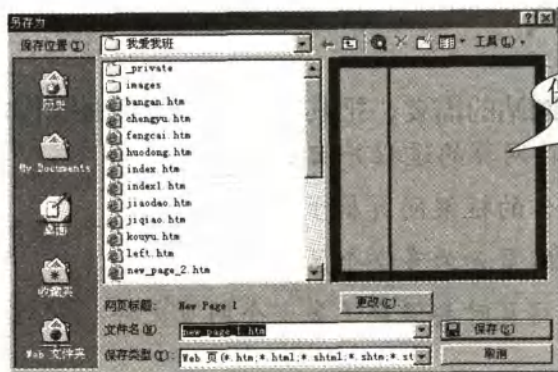 另存为
保存位置(I):
我爱我班
工具(L)
历史
My Documents
桌面
收藏夹
Web 文件夹
_private
images
bangan.htm
chengyu.htm
fengcai.htm
huodong.htm
index.htm
index1.htm
jiaodao.htm
jiqiao.htm
kouyu.htm
left.htm
new_page_2.htm
网页标题: New Page 1
更改(C)...
文件名(N)
new_page_1.htm
保存(S)
保存类型(T):
Web 页(*.htm;*.html;*.shtml;*.shtm;*.st
取消